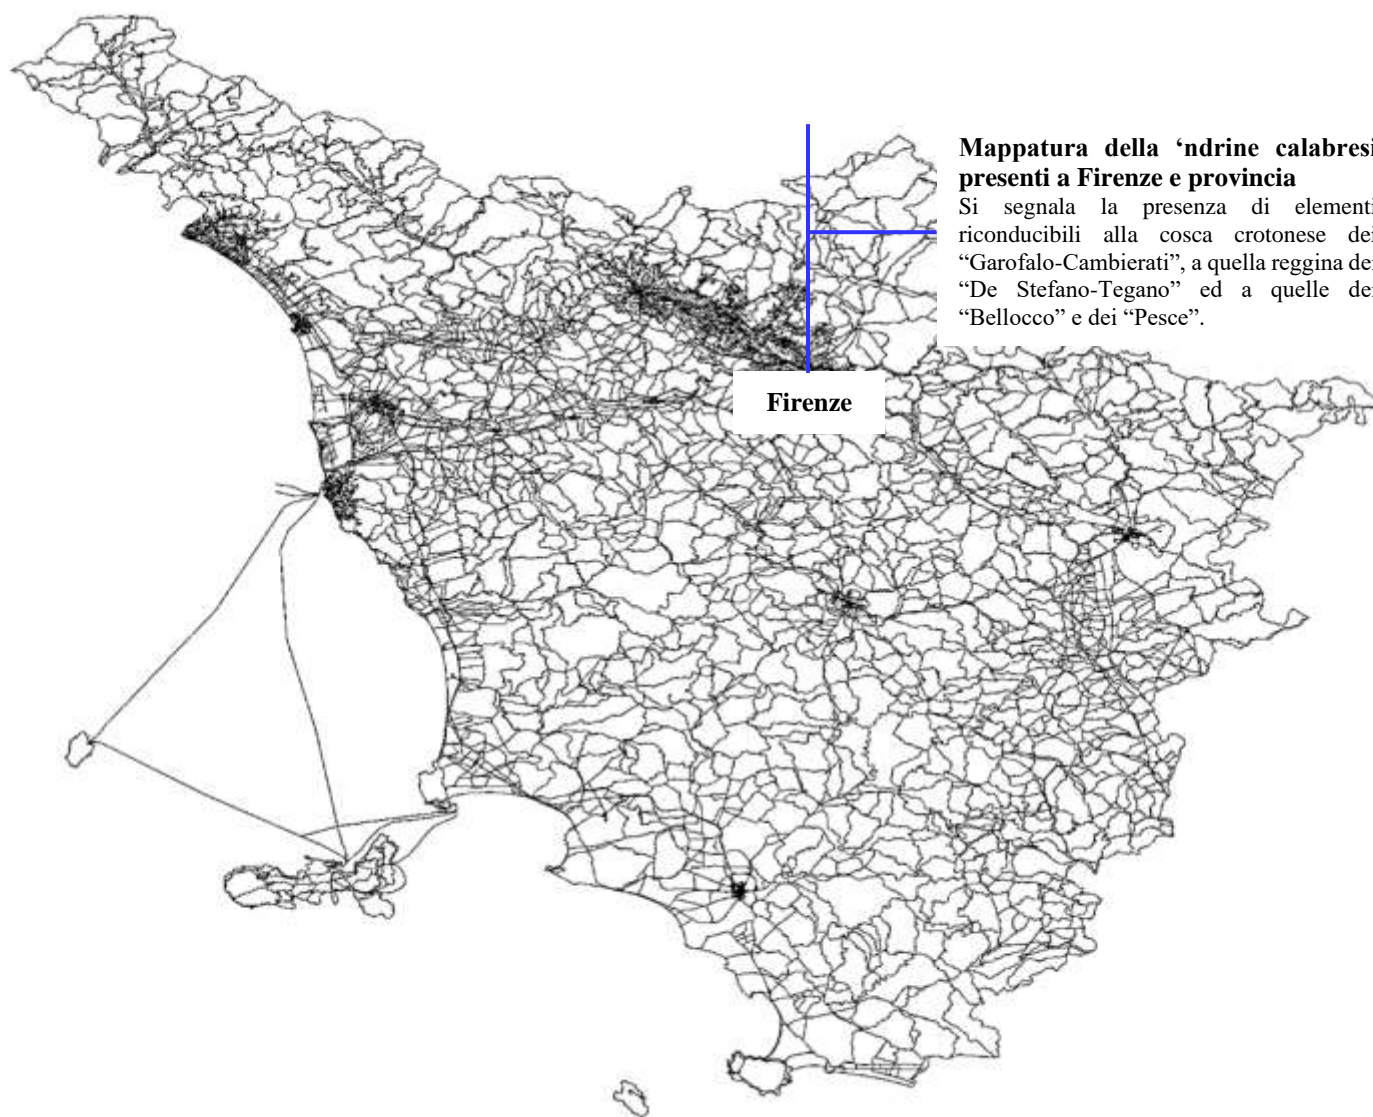 Mappatura della ‘ndrine calabresi
presenti a Firenze e provincia
Si segnala la presenza di elementi
riconducibili alla cosca crotonese dei
“Garofalo-Cambierati”, a quella reggina dei
“De Stefano-Tegano” ed a quelle dei
“Bellocco” e dei “Pesce”.
Firenze